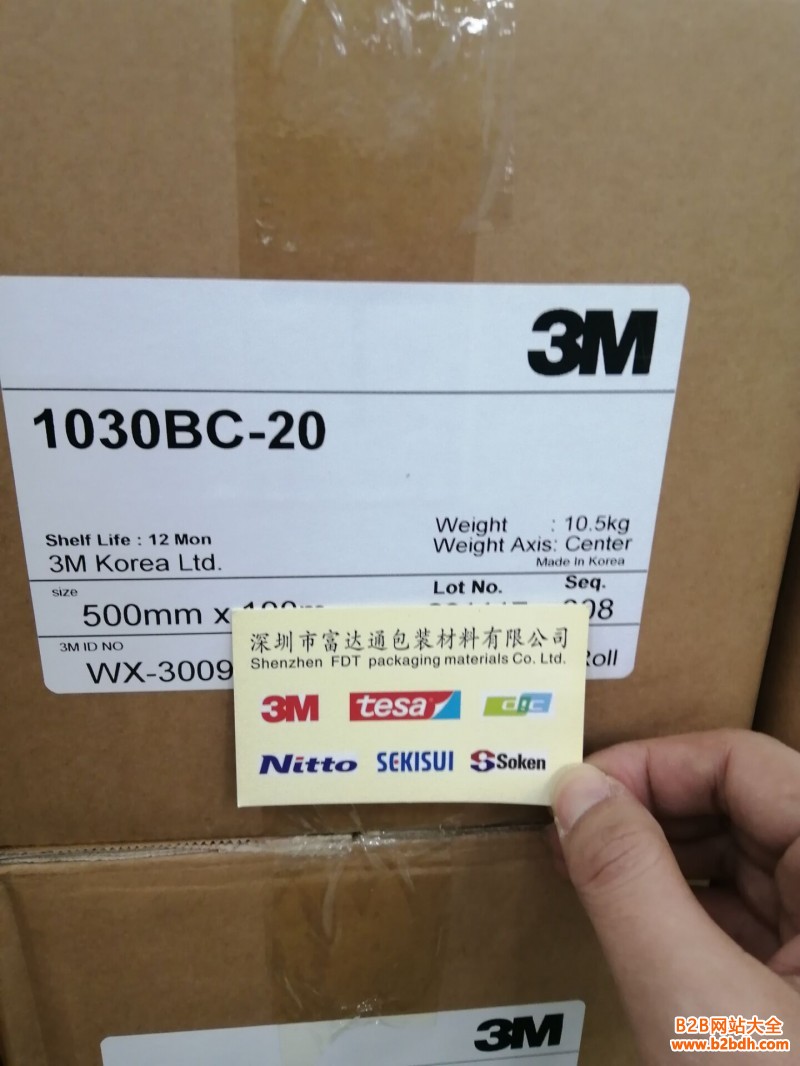 3M
1030BC-20
Shelf Life : 12 Mon
3M Korea Ltd.
Weight : 10.5kg
Weight Axis: Center
Made In Korea
size
500mm x
Lot No.
Seq.
3M ID NO
WX-3009
深圳市富达通包装材料有限公司
Shenzhen FDT packaging materials Co. Ltd.
3M tesa dic
Nitto SEKISUI Soken
3M
B2B网站大全
www.b2bdh.com